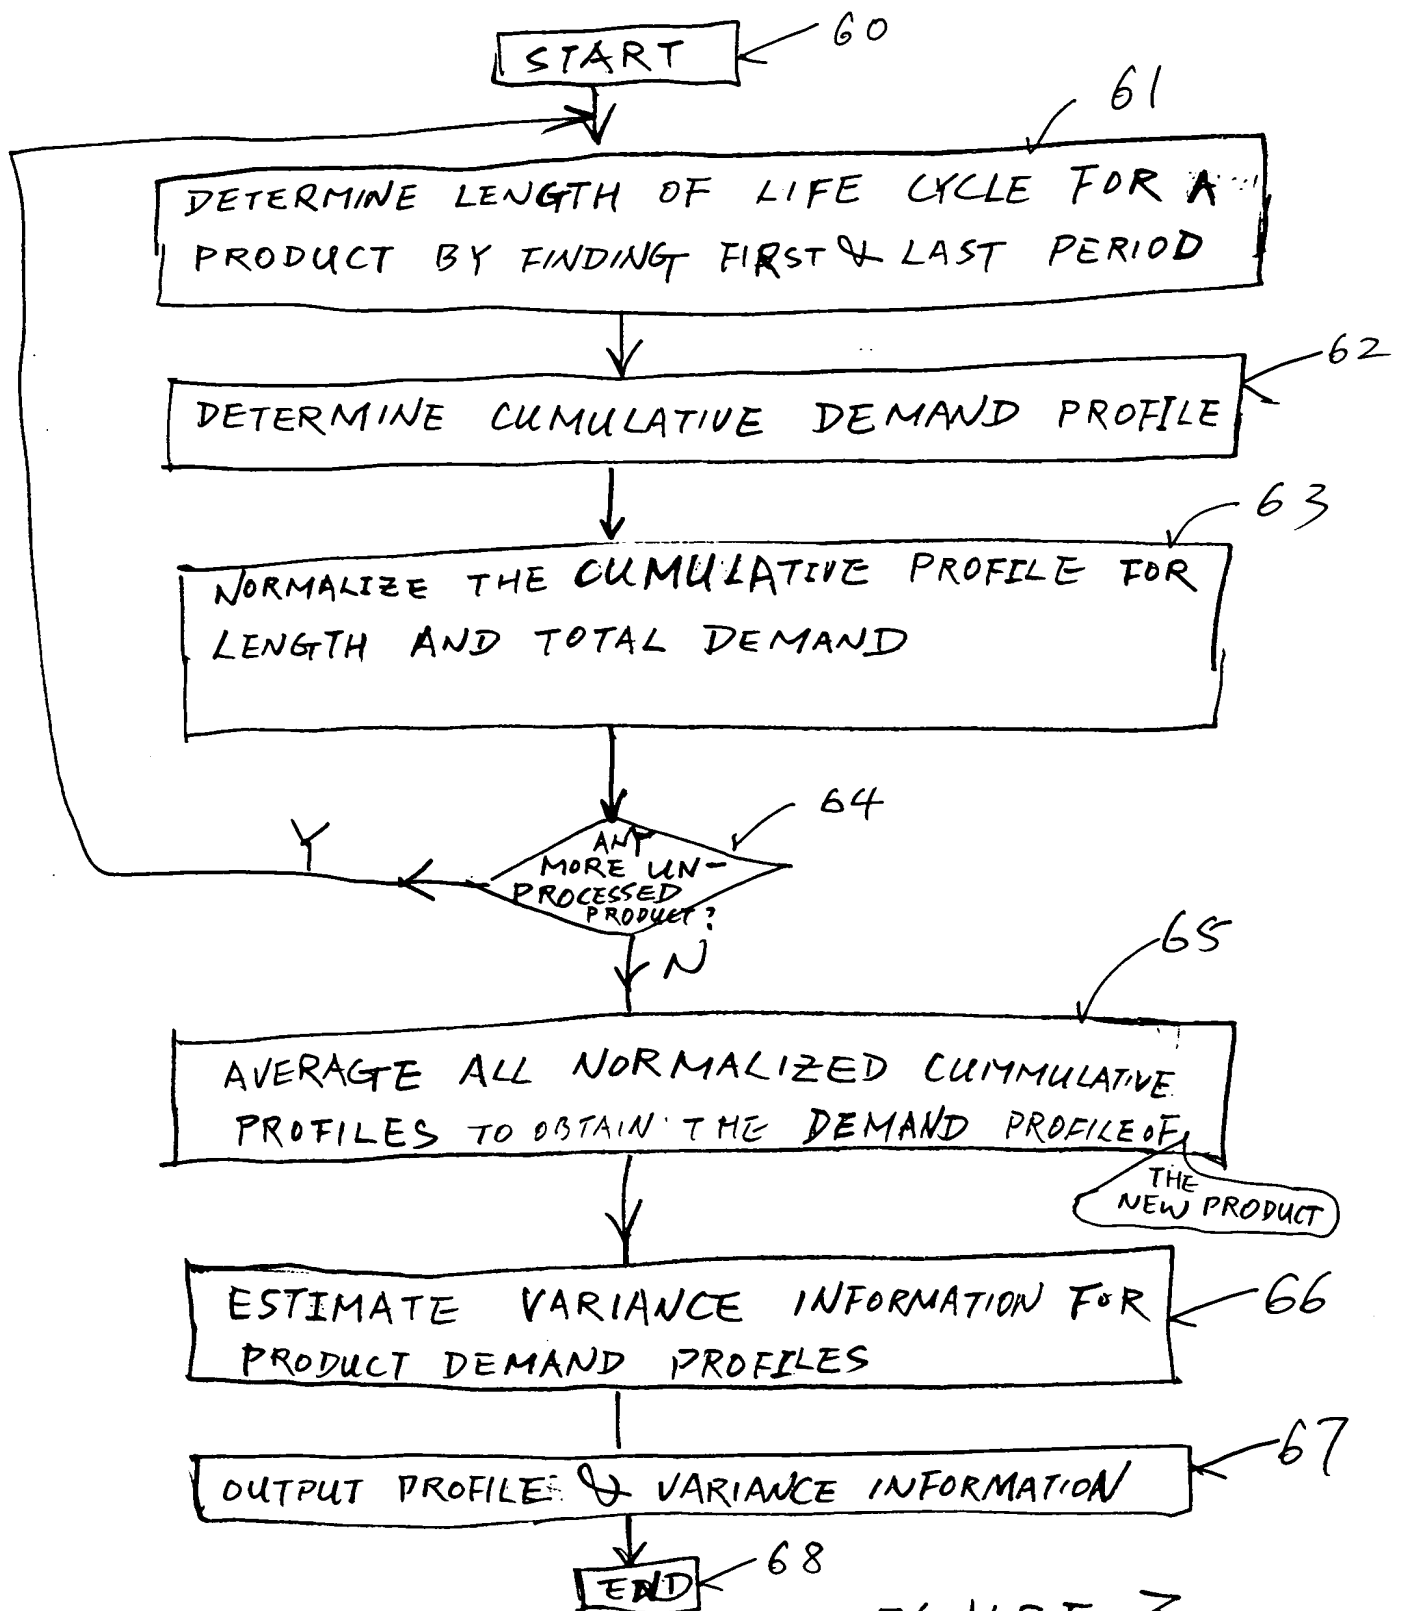 START
60
61
DETERMINE LENGTH OF LIFE CYCLE FOR A
PRODUCT BY FINDING FIRST & LAST PERIOD
62
DETERMINE CUMULATIVE DEMAND PROFILE
63
NORMALIZE THE CUMULATIVE PROFILE FOR
LENGTH AND TOTAL DEMAND
64
ANY
MORE UN-
PROCESSED
PRODUCT?
Y
N
65
AVERAGE ALL NORMALIZED CUMMULATIVE
PROFILES TO OBTAIN THE DEMAND PROFILE OF
THE
NEW PRODUCT
66
ESTIMATE VARIANCE INFORMATION FOR
PRODUCT DEMAND PROFILES
67
OUTPUT PROFILE & VARIANCE INFORMATION
68
END